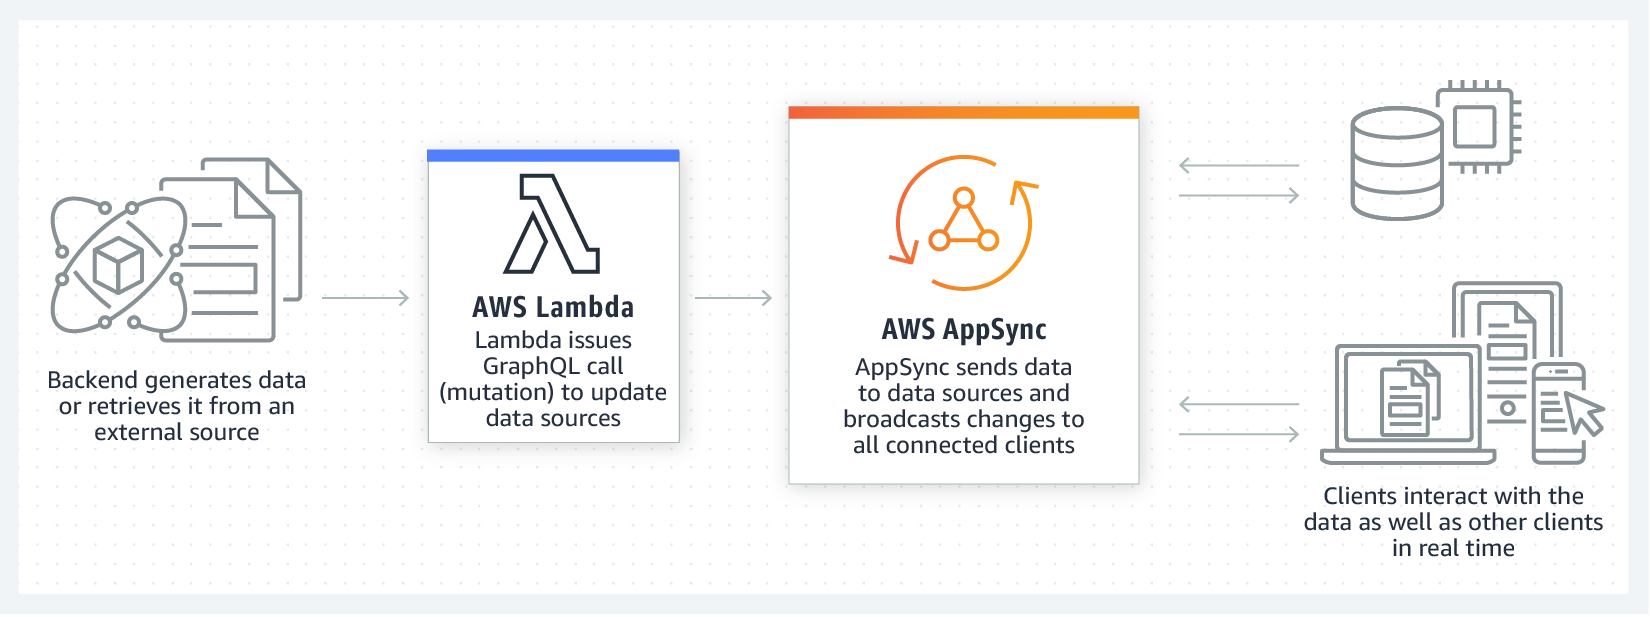 Backend generates data
or retrieves it from an
external source
AWS Lambda
Lambda issues
GraphQL call
(mutation) to update
data sources
AWS AppSync
AppSync sends data
to data sources and
broadcasts changes to
all connected clients
Clients interact with the
data as well as other clients
in real time